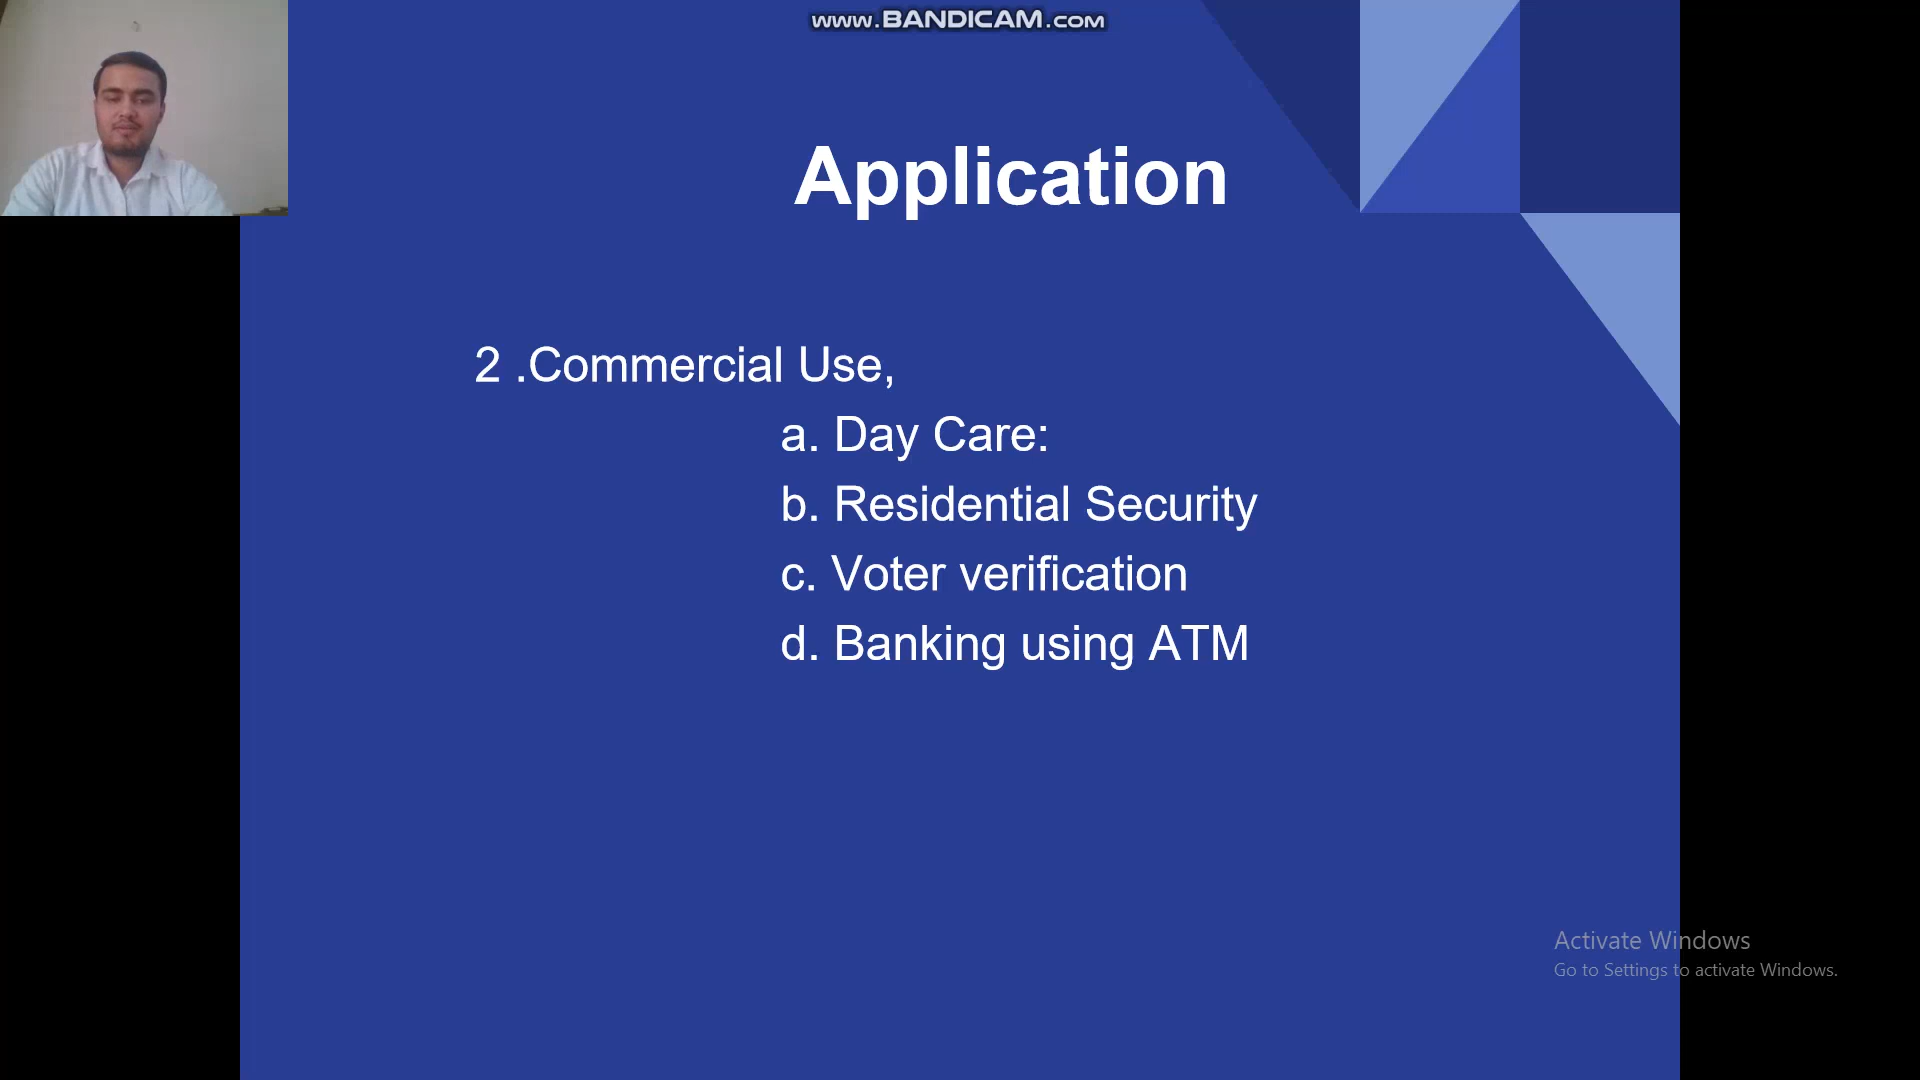 www.BANDICAM.com
Application
2 .Commercial Use,
a. Day Care:
b. Residential Security
c. Voter verification
d. Banking using ATM
Activate Windows
Go to Settings to activate Windows.